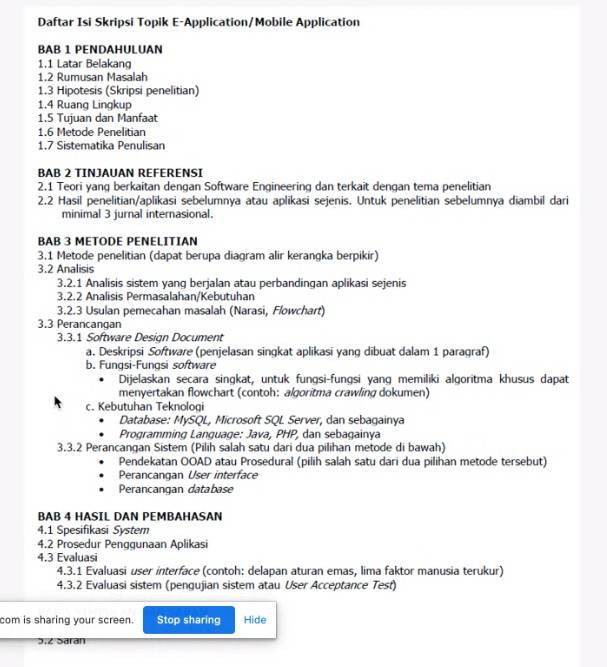 Daftar Isi Skripsi Topik E-Application/Mobile Application
BAB 1 PENDAHULUAN
1.1 Latar Belakang
1.2 Rumusan Masalah
1.3 Hipotesis (Skripsi penelitian)
1.4 Ruang Lingkup
1.5 Tujuan dan Manfaat
1.6 Metode Penelitian
1.7 Sistematika Penulisan
BAB 2 TINJAUAN REFERENSI
2.1 Teori yang berkaitan dengan Software Engineering dan terkait dengan tema penelitian
2.2 Hasil penelitian/aplikasi sebelumnya atau aplikasi sejenis. Untuk penelitian sebelumnya diambil dari
minimal 3 jurnal internasional.
BAB 3 METODE PENELITIAN
3.1 Metode penelitian (dapat berupa diagram alir kerangka berpikir)
3.2 Analisis
3.2.1 Analisis sistem yang berjalan atau perbandingan aplikasi sejenis
3.2.2 Analisis Permasalahan/Kebutuhan
3.2.3 Usulan pemecahan masalah (Narasi, Flowchart)
3.3 Perancangan
3.3.1 Software Design Document
a. Deskripsi Software (penjelasan singkat aplikasi yang dibuat dalam 1 paragraf)
b. Fungsi-Fungsi software
• Dijelaskan secara singkat, untuk fungsi-fungsi yang memiliki algoritma khusus dapat
menyertakan flowchart (contoh: algoritma crawling dokumen)
c. Kebutuhan Teknologi
• Database: MySQL, Microsoft SQL Server, dan sebagainya
• Programming Language: Java, PHP, dan sebagainya
3.3.2 Perancangan Sistem (Pilih salah satu dari dua pilihan metode di bawah)
• Pendekatan OOAD atau Prosedural (pilih salah satu dari dua pilihan metode tersebut)
• Perancangan User interface
• Perancangan database
BAB 4 HASIL DAN PEMBAHASAN
4.1 Spesifikasi System
4.2 Prosedur Penggunaan Aplikasi
4.3 Evaluasi
4.3.1 Evaluasi user interface (contoh: delapan aturan emas, lima faktor manusia terukur)
4.3.2 Evaluasi sistem (pengujian sistem atau User Acceptance Test)
com is sharing your screen. Stop sharing Hide
5.2 Saran